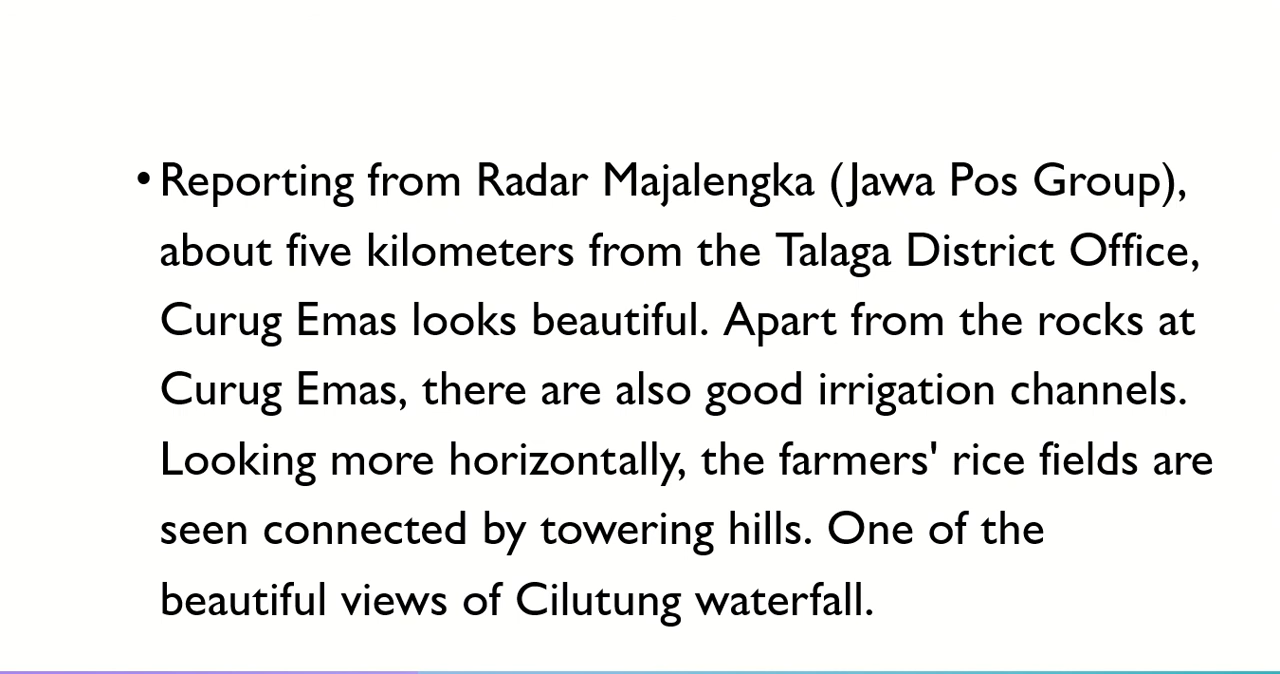 • Reporting from Radar Majalengka (Jawa Pos Group),
about five kilometers from the Talaga District Office,
Curug Emas looks beautiful. Apart from the rocks at
Curug Emas, there are also good irrigation channels.
Looking more horizontally, the farmers' rice fields are
seen connected by towering hills. One of the
beautiful views of Cilutung waterfall.